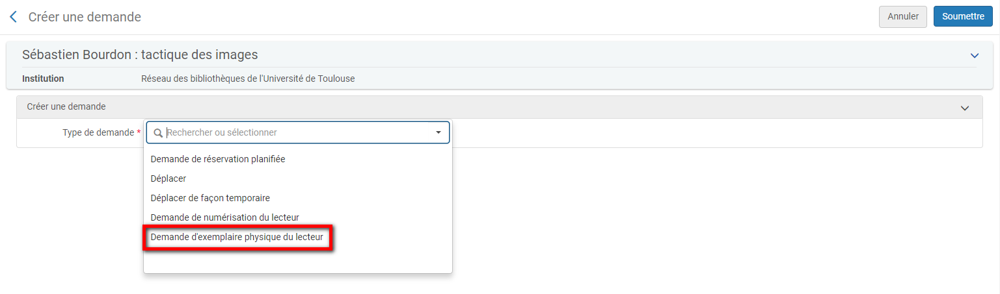 Créer une demande
Annuler
Soumettre
Sébastien Bourdon : tactique des images
Institution Réseau des bibliothèques de l'Université de Toulouse
Créer une demande
Type de demande * Rechercher ou sélectionner
Demande de réservation planifiée
Déplacer
Déplacer de façon temporaire
Demande de numérisation du lecteur
Demande d'exemplaire physique du lecteur